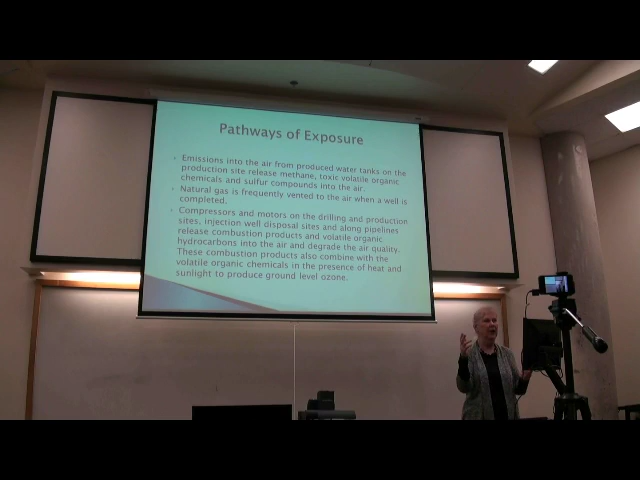 Pathways of Exposure
Emissions into the air from produced water tanks on the
production site release methane, toxic volatile organic
chemicals and sulfur compounds into the air.
Natural gas is frequently vented to the air when a well is
completed.
Compressors and motors on the drilling and production
sites, injection well disposal sites and along pipelines
release combustion products and volatile organic
hydrocarbons into the air and degrade the air quality.
These combustion products also combine with the
volatile organic chemicals in the presence of heat and
sunlight to produce ground level ozone.